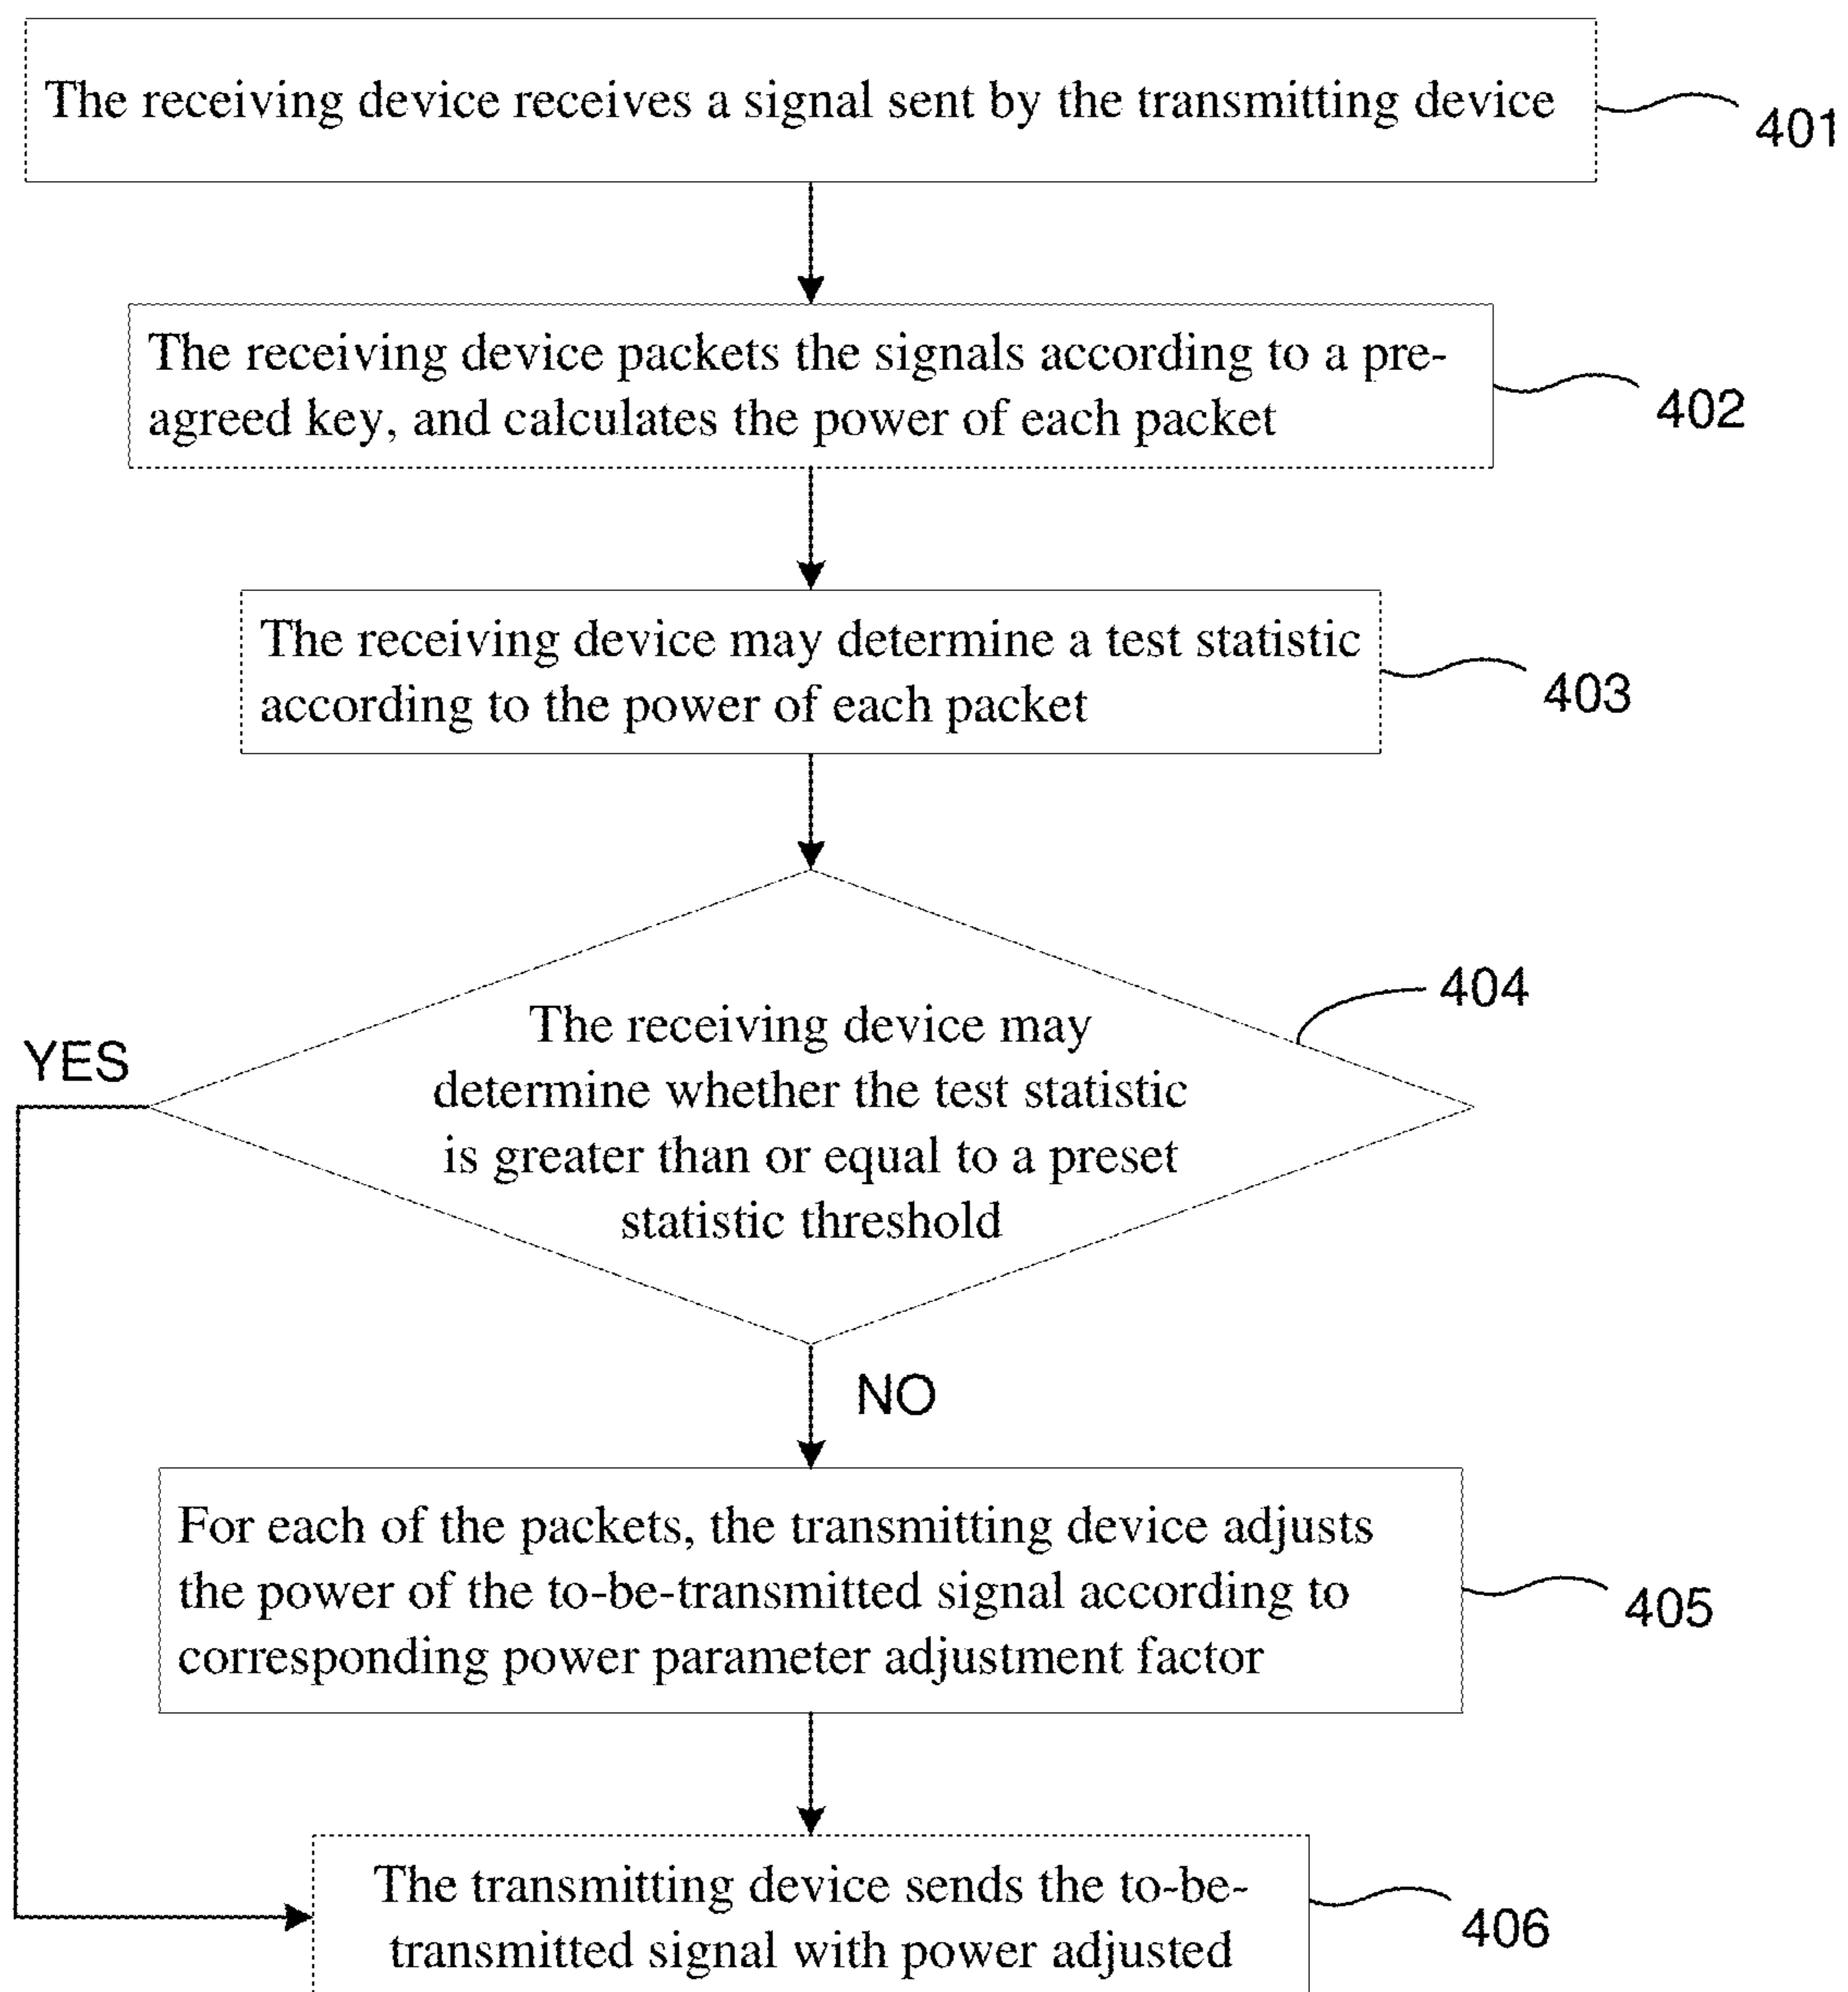 The receiving device receives a signal sent by the transmitting device
401
The receiving device packets the signals according to a pre-
agreed key, and calculates the power of each packet
402
The receiving device may determine a test statistic
according to the power of each packet
403
The receiving device may
determine whether the test statistic
is greater than or equal to a preset
statistic threshold
404
YES
NO
For each of the packets, the transmitting device adjusts
the power of the to-be-transmitted signal according to
corresponding power parameter adjustment factor
405
The transmitting device sends the to-be-
transmitted signal with power adjusted
406